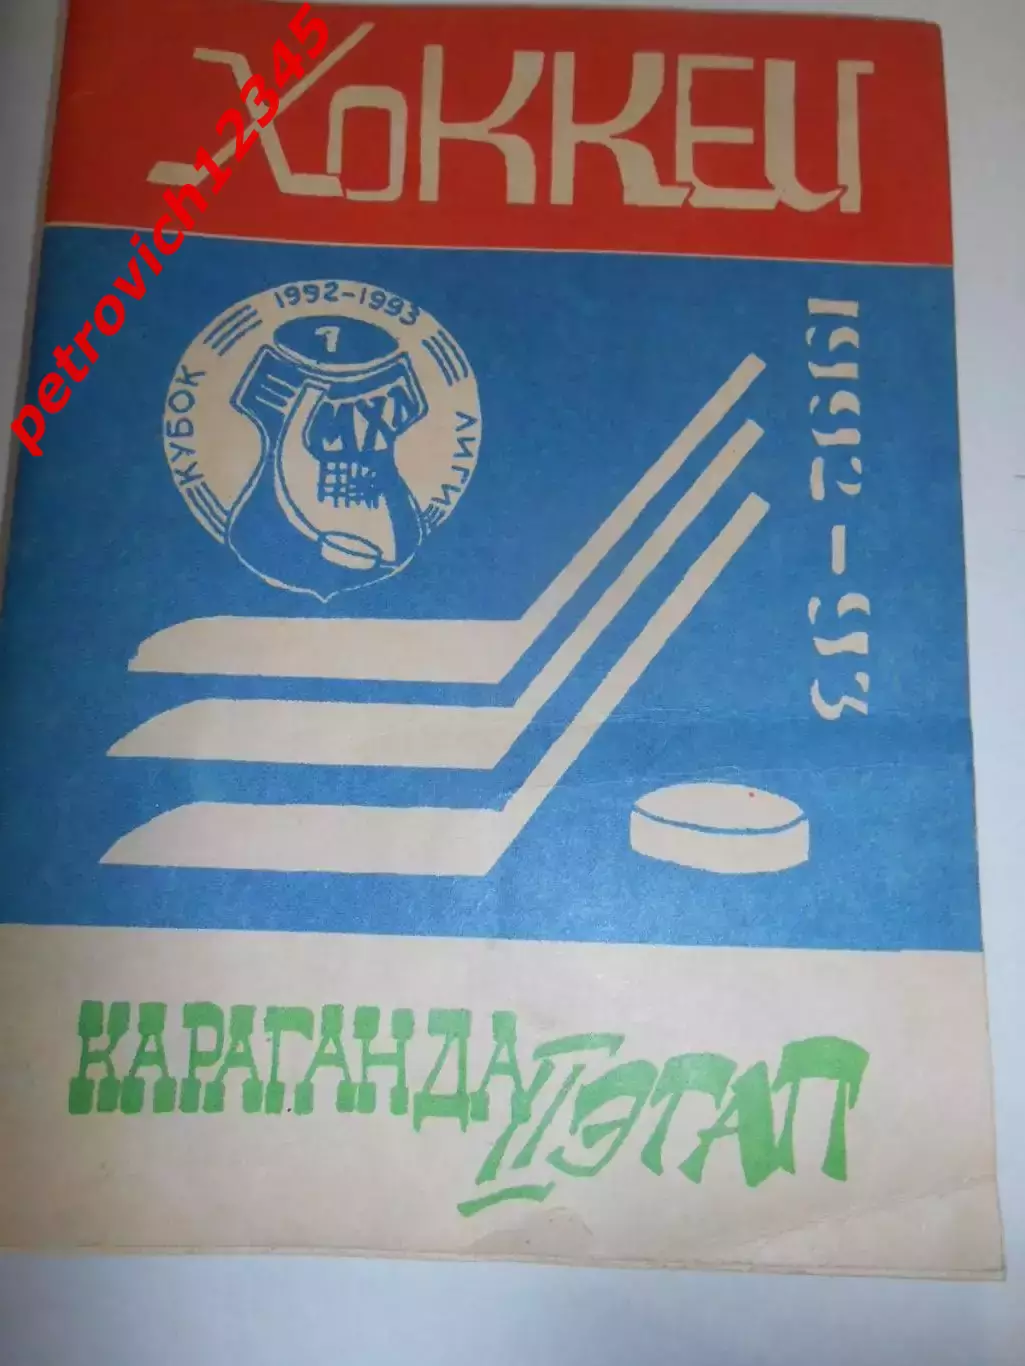 ХОККЕЙ
petrovich12345
1992-1993
КУБОК
ЛИГИ
1
МХЛ
1992-93
КАРАГАНДА II ЭТАП